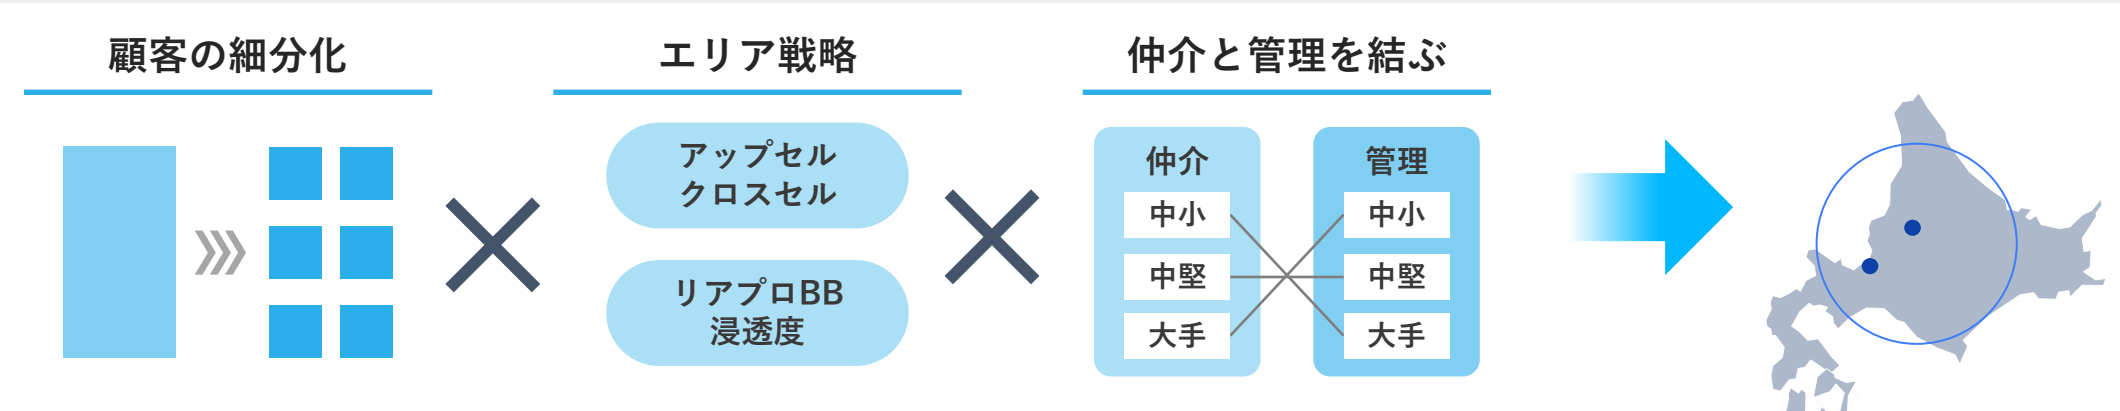 顧客の細分化
エリア戦略
アップセル
クロスセル
リアプロBB
浸透度
仲介と管理を結ぶ
仲介
中小
中堅
大手
管理
中小
中堅
大手